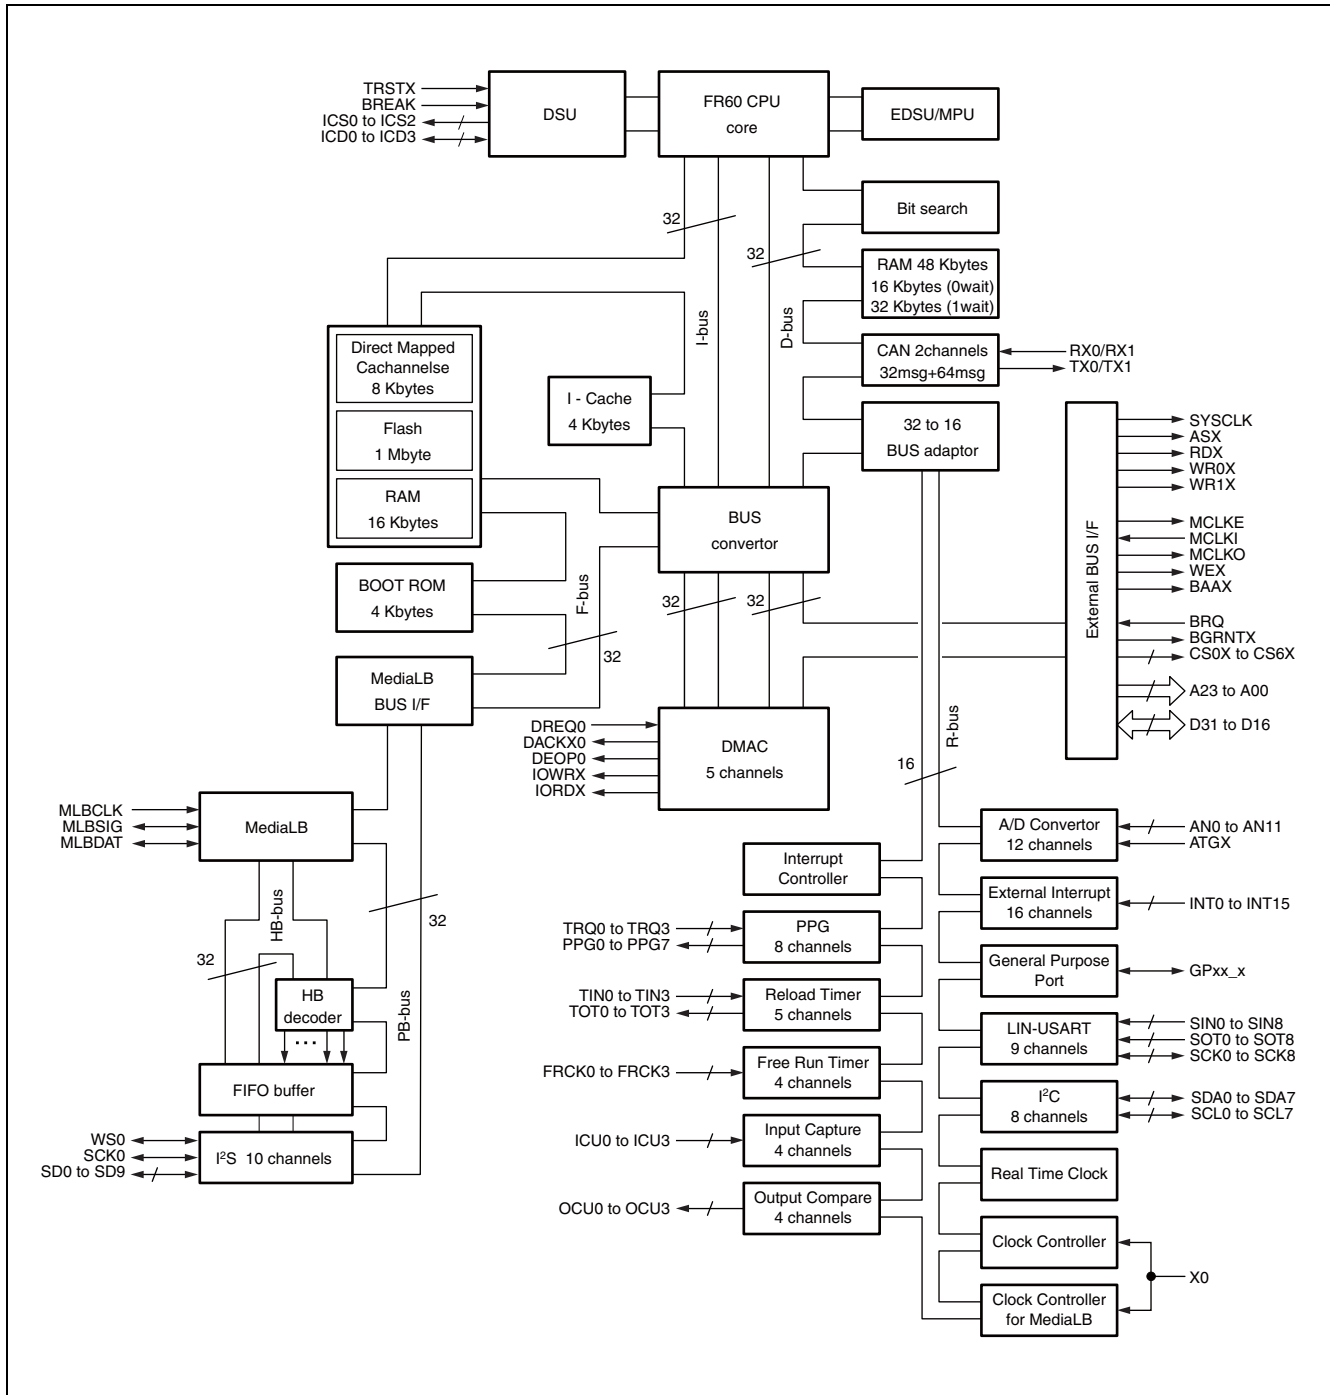 TRSTX
BREAK
ICS0 to ICS2
ICD0 to ICD3
DSU
FR60 CPU
core
EDSU/MPU
Bit search
32
32
RAM 48 Kbytes
16 Kbytes (0wait)
32 Kbytes (1wait)
I-bus
D-bus
CAN 2channels
32msg+64msg
RX0/RX1
TX0/TX1
Direct Mapped
Cachannelse
8 Kbytes
Flash
1 Mbyte
RAM
16 Kbytes
I - Cache
4 Kbytes
32 to 16
BUS adaptor
External BUS I/F
SYSCLK
ASX
RDX
WR0X
WR1X
MCLKE
MCLKI
MCLKO
WEX
BAAX
BRQ
BGRNTX
CS0X to CS6X
A23 to A00
D31 to D16
BUS
convertor
BOOT ROM
4 Kbytes
F-bus
32
32
32
MediaLB
BUS I/F
DREQ0
DACKX0
DEOP0
IOWRX
IORDX
DMAC
5 channels
R-bus
16
MLBCLK
MLBSIG
MLBDAT
MediaLB
HB-bus
32
32
HB
decoder
...
PB-bus
FIFO buffer
WS0
SCK0
SD0 to SD9
I²S 10 channels
Interrupt
Controller
TRQ0 to TRQ3
PPG0 to PPG7
PPG
8 channels
TIN0 to TIN3
TOT0 to TOT3
Reload Timer
5 channels
FRCK0 to FRCK3
Free Run Timer
4 channels
ICU0 to ICU3
Input Capture
4 channels
OCU0 to OCU3
Output Compare
4 channels
A/D Convertor
12 channels
AN0 to AN11
ATGX
External Interrupt
16 channels
INT0 to INT15
General Purpose
Port
GPxx_x
LIN-USART
9 channels
SIN0 to SIN8
SOT0 to SOT8
SCK0 to SCK8
I²C
8 channels
SDA0 to SDA7
SCL0 to SCL7
Real Time Clock
Clock Controller
X0
Clock Controller
for MediaLB